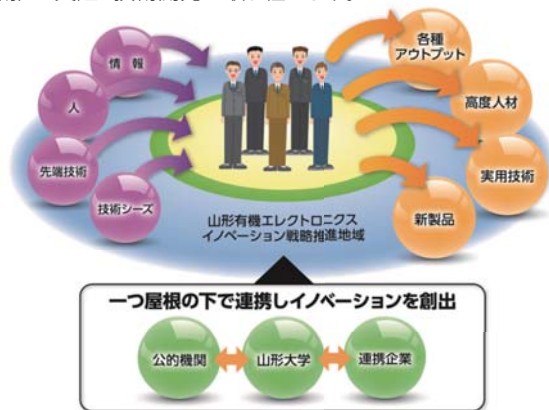 情報
人
先端技術
技術シーズ
各種
アウトプット
高度人材
実用技術
新製品
山形有機エレクトロニクス
イノベーション戦略推進地域
一つ屋根の下で連携しイノベーションを創出
公的機関
山形大学
連携企業